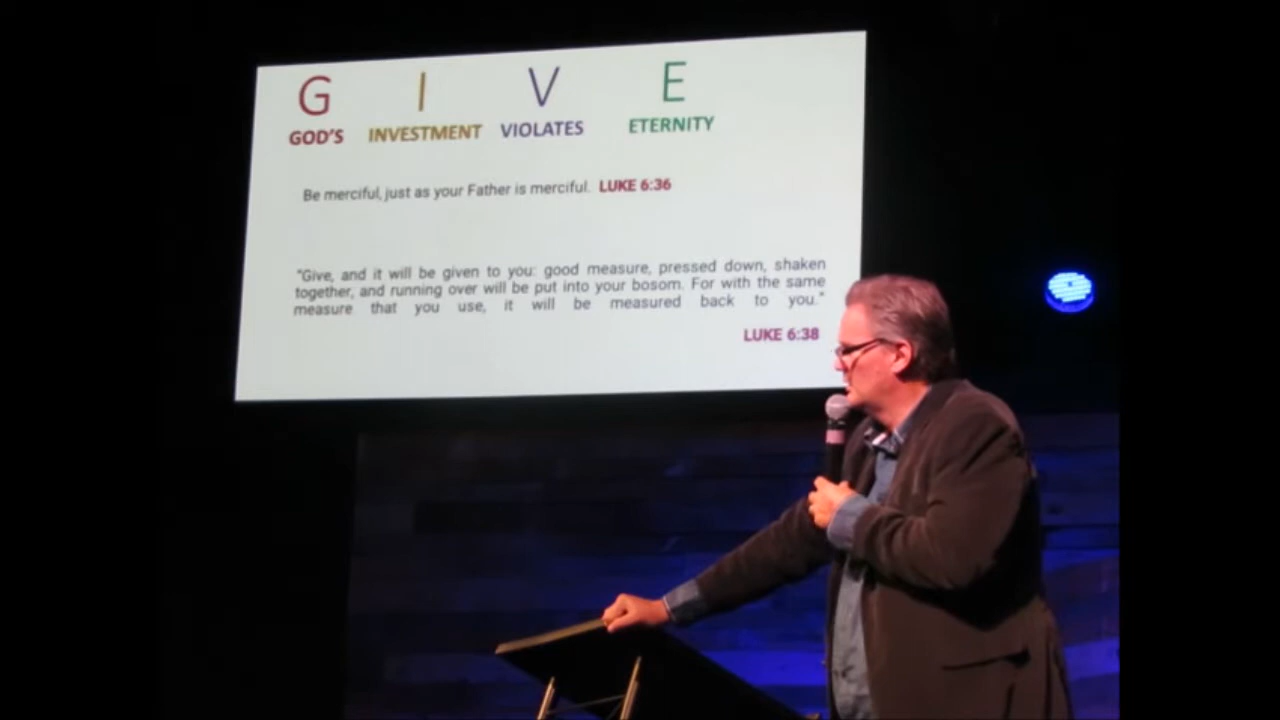 G I V E
GOD'S INVESTMENT VIOLATES ETERNITY
Be merciful, just as your Father is merciful. LUKE 6:36
"Give, and it will be given to you: good measure, pressed down, shaken
together, and running over will be put into your bosom. For with the same
measure that you use, it will be measured back to you."
LUKE 6:38